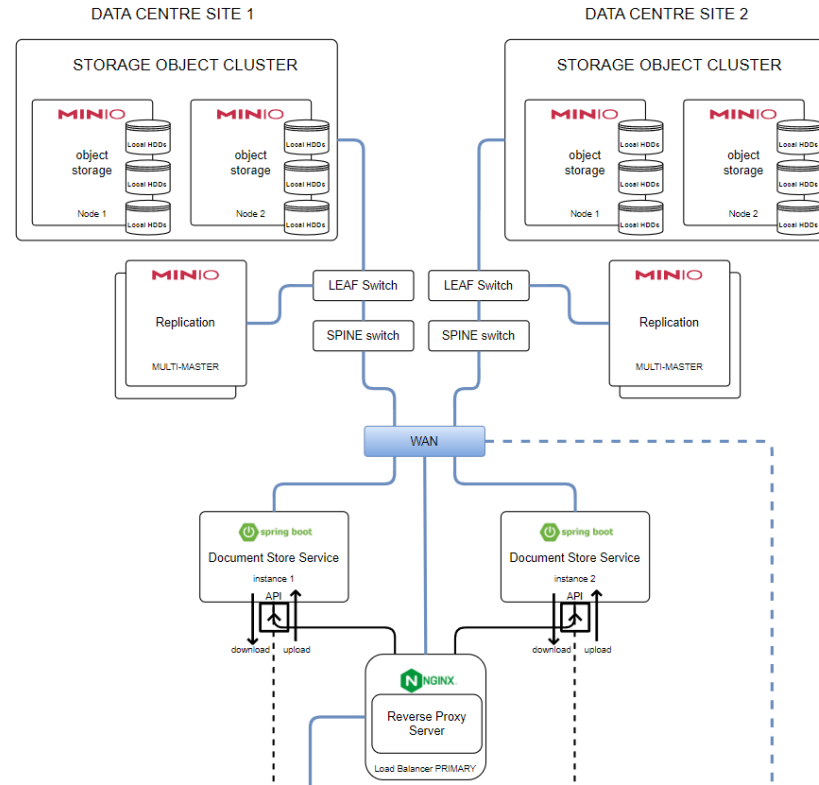 DATA CENTRE SITE 1
DATA CENTRE SITE 2
STORAGE OBJECT CLUSTER
STORAGE OBJECT CLUSTER
MINIO
MINIO
MINIO
MINIO
object
storage
object
storage
object
storage
object
storage
Local HDDs
Local HDDs
Local HDDs
Local HDDs
Local HDDs
Local HDDs
Local HDDs
Local HDDs
Local HDDs
Local HDDs
Local HDDs
Local HDDs
Node 1
Node 2
Node 1
Node 2
MINIO
Replication
MULTI-MASTER
LEAF Switch
LEAF Switch
SPINE switch
SPINE switch
MINIO
Replication
MULTI-MASTER
WAN
spring boot
Document Store Service
instance 1
API
download
upload
spring boot
Document Store Service
instance 2
API
download
upload
NGINX
Reverse Proxy
Server
Load Balancer PRIMARY